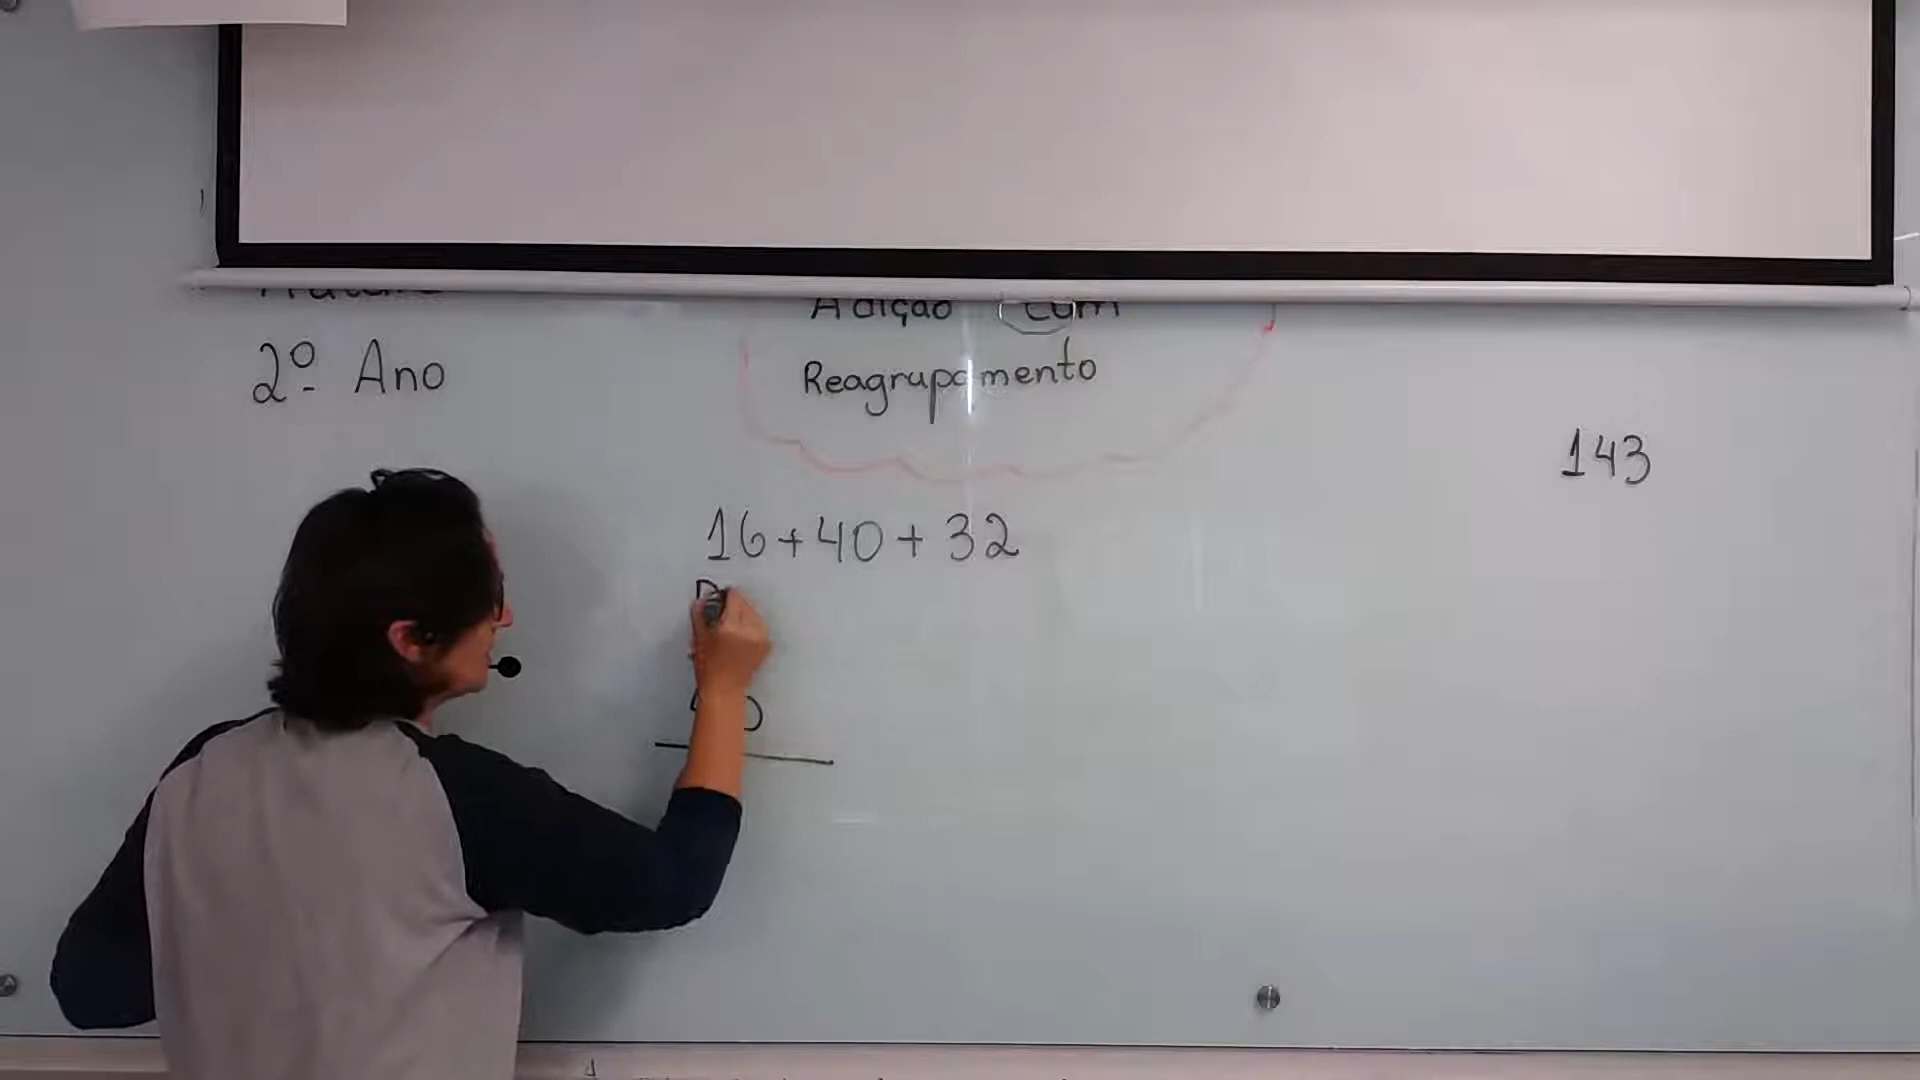 2º Ano
Adição com
Reagrupamento
143
16+40+32
D